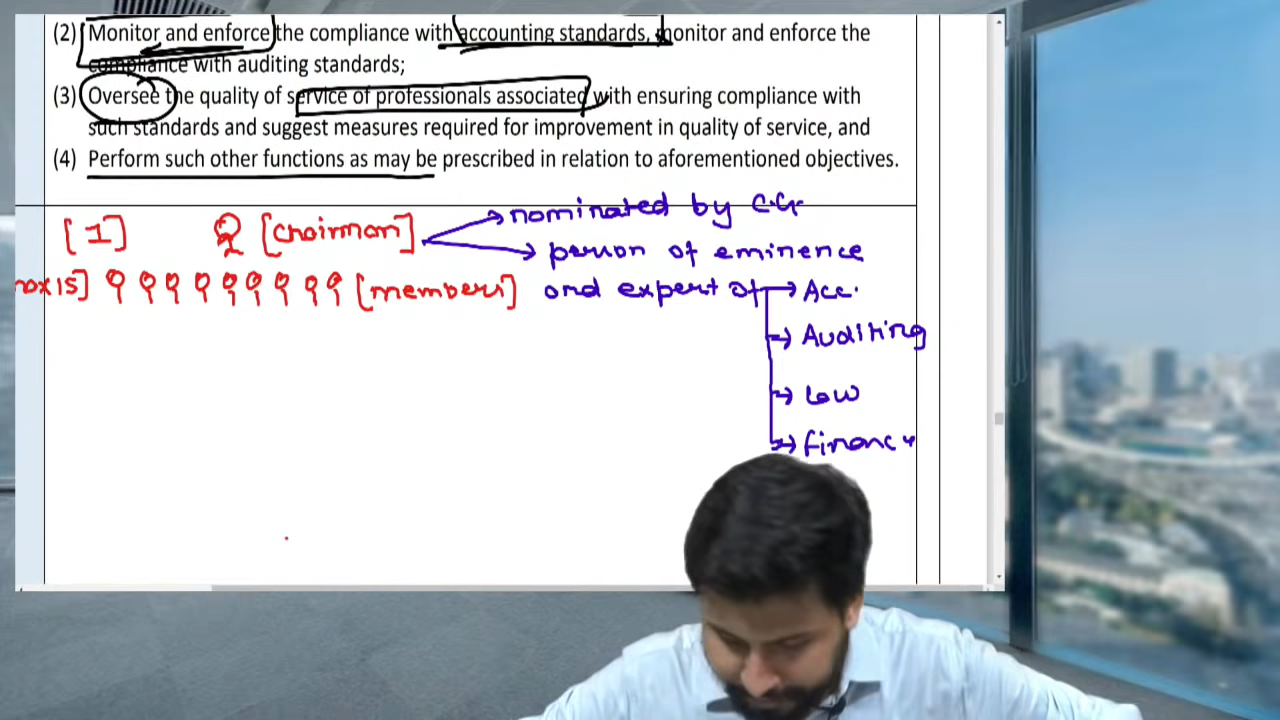 (2) Monitor and enforce the compliance with accounting standards, monitor and enforce the
compliance with auditing standards;
(3) Oversee the quality of service of professionals associated with ensuring compliance with
such standards and suggest measures required for improvement in quality of service, and
(4) Perform such other functions as may be prescribed in relation to aforementioned objectives.
[1] [Chairman] nominated by C.G
person of eminence
15] [members] and expert of Acc.
Auditing
Law
Finance